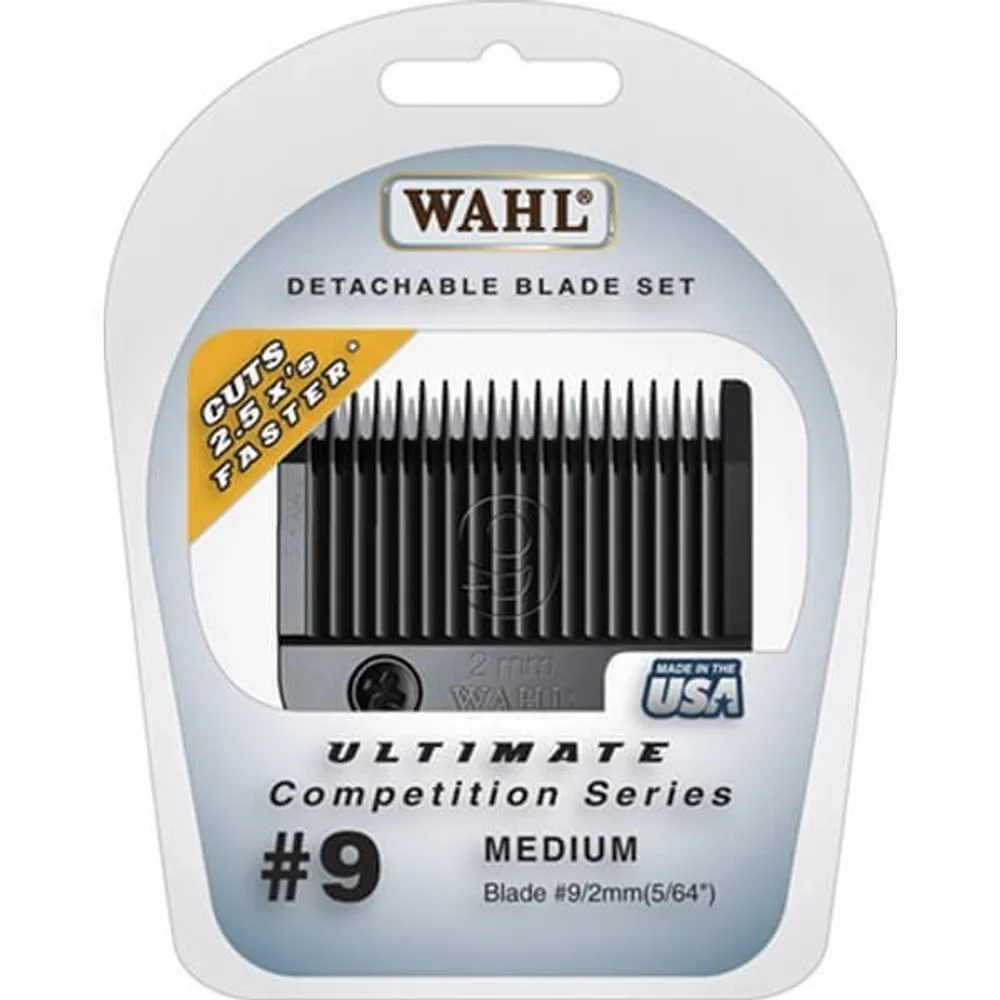 WAHL®
DETACHABLE BLADE SET
CUTS
2.5 X's
FASTER*
9
2 mm
WAHL
MADE IN THE
USA
ULTIMATE
Competition Series
#9
MEDIUM
Blade #9/2mm(5/64")